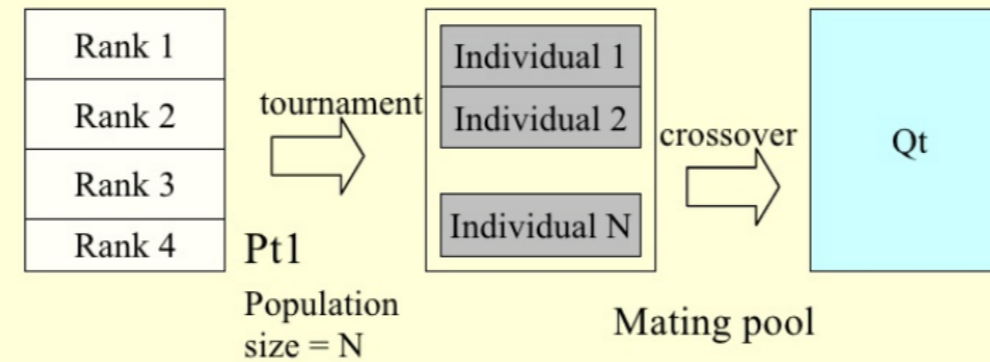 Rank 1
Rank 2
Rank 3
Rank 4
tournament
Pt1
Population
size = N
Individual 1
Individual 2
Individual N
crossover
Mating pool
Qt